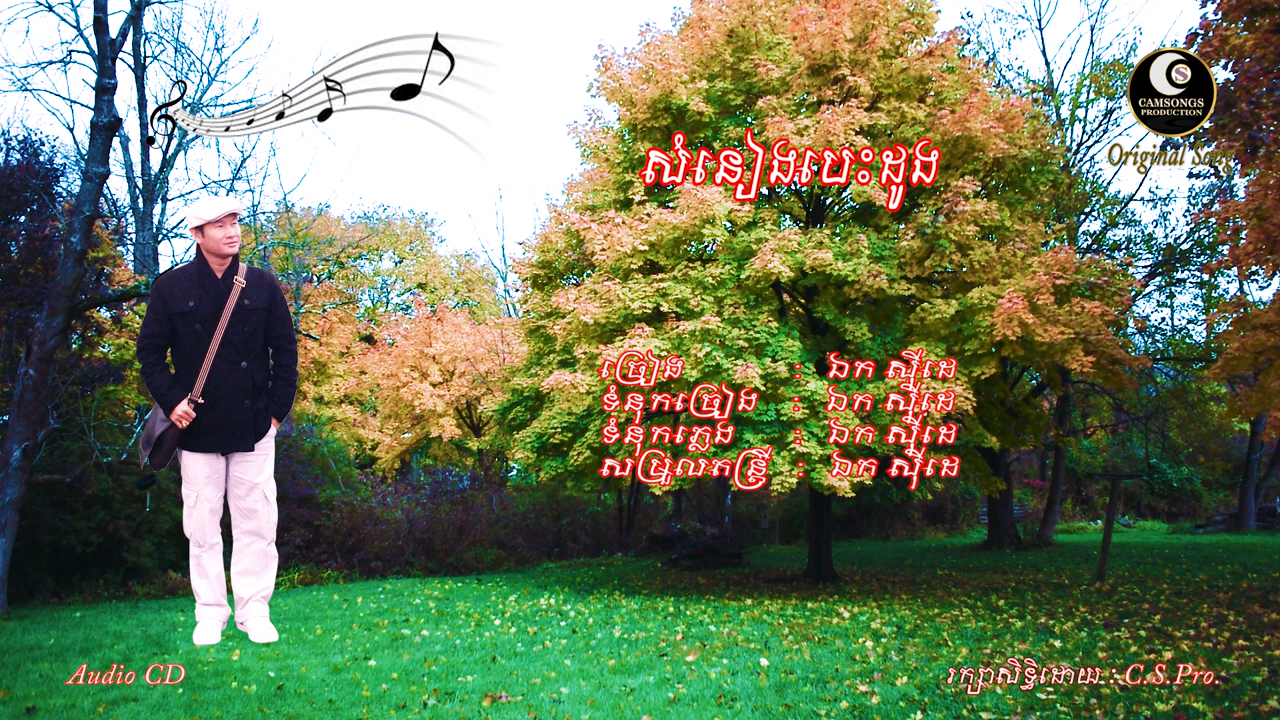 CAMSONGS
PRODUCTION
Original Song
សំនៀងបេះដូង
ច្រៀង : ឯក ស៊ីដេ
ទំនុកច្រៀង : ឯក ស៊ីដេ
ទំនុកភ្លេង : ឯក ស៊ីដេ
សម្រួលតន្ត្រី : ឯក ស៊ីដេ
Audio CD
រក្សាសិទ្ធិដោយ : C.S.Pro.